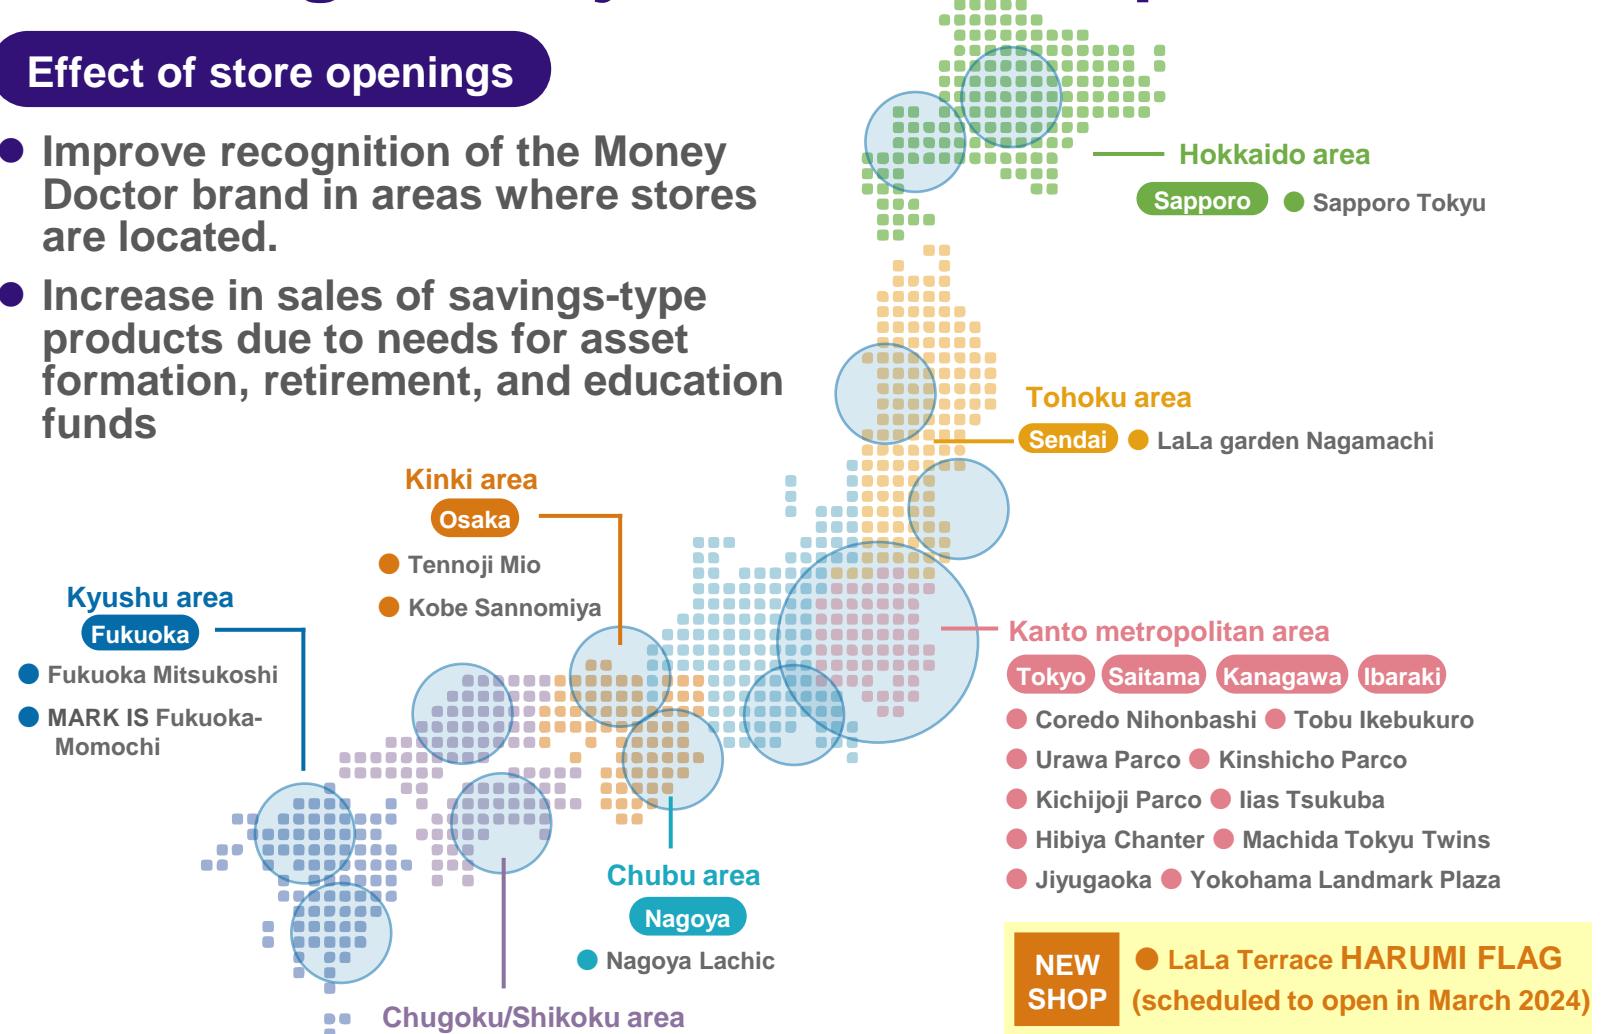 Effect of store openings
Improve recognition of the Money
Doctor brand in areas where stores
are located.
Increase in sales of savings-type
products due to needs for asset
formation, retirement, and education
funds
Hokkaido area
Sapporo ● Sapporo Tokyu
Tohoku area
Sendai ● LaLa garden Nagamachi
Kinki area
Osaka
● Tennoji Mio
● Kobe Sannomiya
Kyushu area
Fukuoka
● Fukuoka Mitsukoshi
● MARK IS Fukuoka-
Momochi
Kanto metropolitan area
Tokyo Saitama Kanagawa Ibaraki
● Coredo Nihonbashi ● Tobu Ikebukuro
● Urawa Parco ● Kinshicho Parco
● Kichijoji Parco ● Iias Tsukuba
● Hibiya Chanter ● Machida Tokyu Twins
● Jiyugaoka ● Yokohama Landmark Plaza
Chubu area
Nagoya
● Nagoya Lachic
Chugoku/Shikoku area
NEW
SHOP
● LaLa Terrace HARUMI FLAG
(scheduled to open in March 2024)